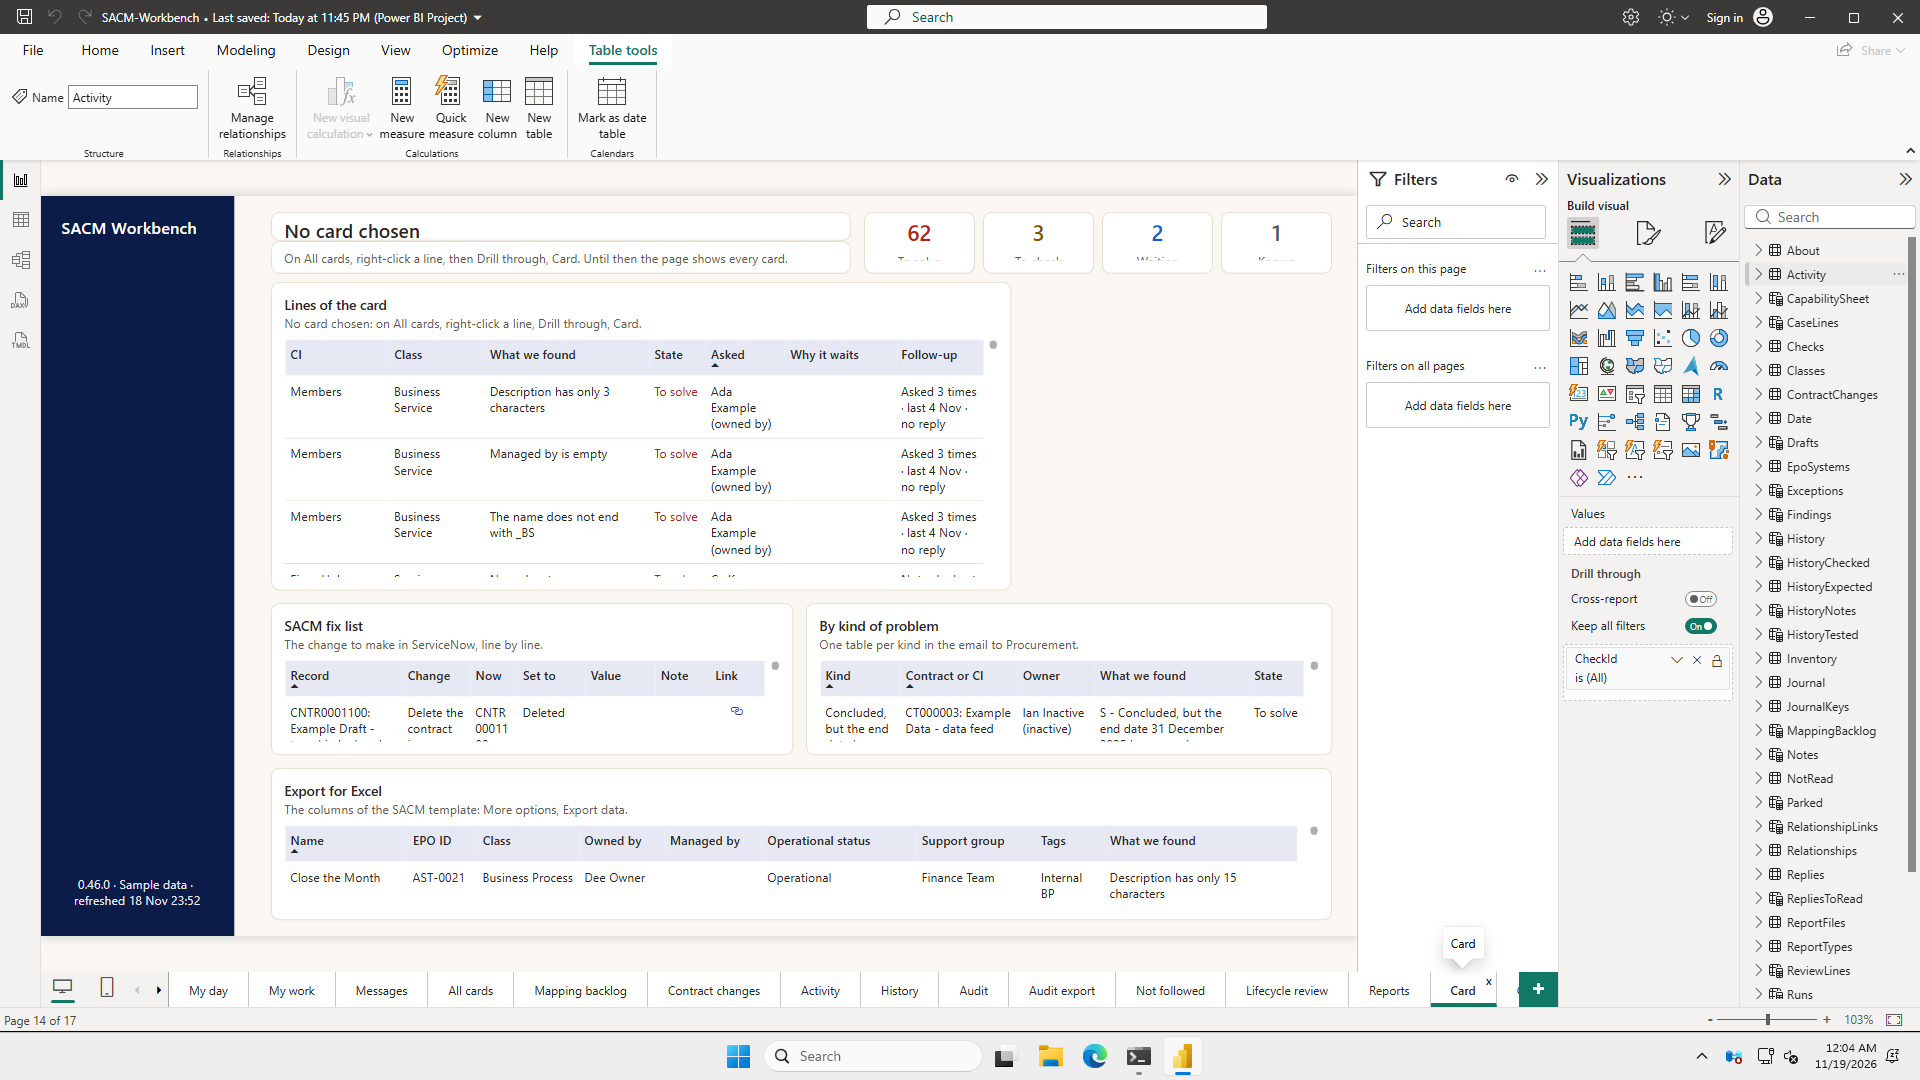 SACM-Workbench • Last saved: Today at 11:45 PM (Power BI Project)
Search
Sign in
File
Home
Insert
Modeling
Design
View
Optimize
Help
Table tools
Share
Name
Activity
Structure
Manage relationships
Relationships
New visual calculation
New measure
Quick measure
New column
New table
Calculations
Mark as date table
Calendars
SACM Workbench
0.46.0 · Sample data ·
refreshed 18 Nov 23:52
No card chosen
On All cards, right-click a line, then Drill through, Card. Until then the page shows every card.
62
3
2
Waiting
1
Lines of the card
No card chosen: on All cards, right-click a line, Drill through, Card.
CI Class What we found State Asked Why it waits Follow-up
Members Business Service Description has only 3 characters To solve Ada Example (owned by) Asked 3 times · last 4 Nov · no reply
Members Business Service Managed by is empty To solve Ada Example (owned by) Asked 3 times · last 4 Nov · no reply
Members Business Service The name does not end with _BS To solve Ada Example (owned by) Asked 3 times · last 4 Nov · no reply
SACM fix list
The change to make in ServiceNow, line by line.
Record Change Now Set to Value Note Link
CNTR0001100: Example Draft - Delete the contract CNTR 00011 Deleted
By kind of problem
One table per kind in the email to Procurement.
Kind Contract or CI Owner What we found State
Concluded, but the end CT000003: Example Data - data feed Ian Inactive (inactive) S - Concluded, but the end date 31 December To solve
Export for Excel
The columns of the SACM template: More options, Export data.
Name EPO ID Class Owned by Managed by Operational status Support group Tags What we found
Close the Month AST-0021 Business Process Dee Owner Operational Finance Team Internal BP Description has only 15 characters
Filters
Search
Filters on this page
...
Add data fields here
Filters on all pages
...
Add data fields here
Visualizations
Build visual
R
Py
...
Values
Add data fields here
Drill through
Cross-report
Off
Keep all filters
On
CheckId
is (All)
Data
Search
About
Activity
...
CapabilitySheet
CaseLines
Checks
Classes
ContractChanges
Date
Drafts
EpoSystems
Exceptions
Findings
History
HistoryChecked
HistoryExpected
HistoryNotes
HistoryTested
Inventory
Journal
JournalKeys
MappingBacklog
Notes
NotRead
Parked
RelationshipLinks
Relationships
Replies
RepliesToRead
ReportFiles
ReportTypes
ReviewLines
Runs
DAX
TMDL
Card
My day
My work
Messages
All cards
Mapping backlog
Contract changes
Activity
History
Audit
Audit export
Not followed
Lifecycle review
Reports
Card
x
+
Page 14 of 17
- + 103%
Search
12:04 AM
11/19/2026